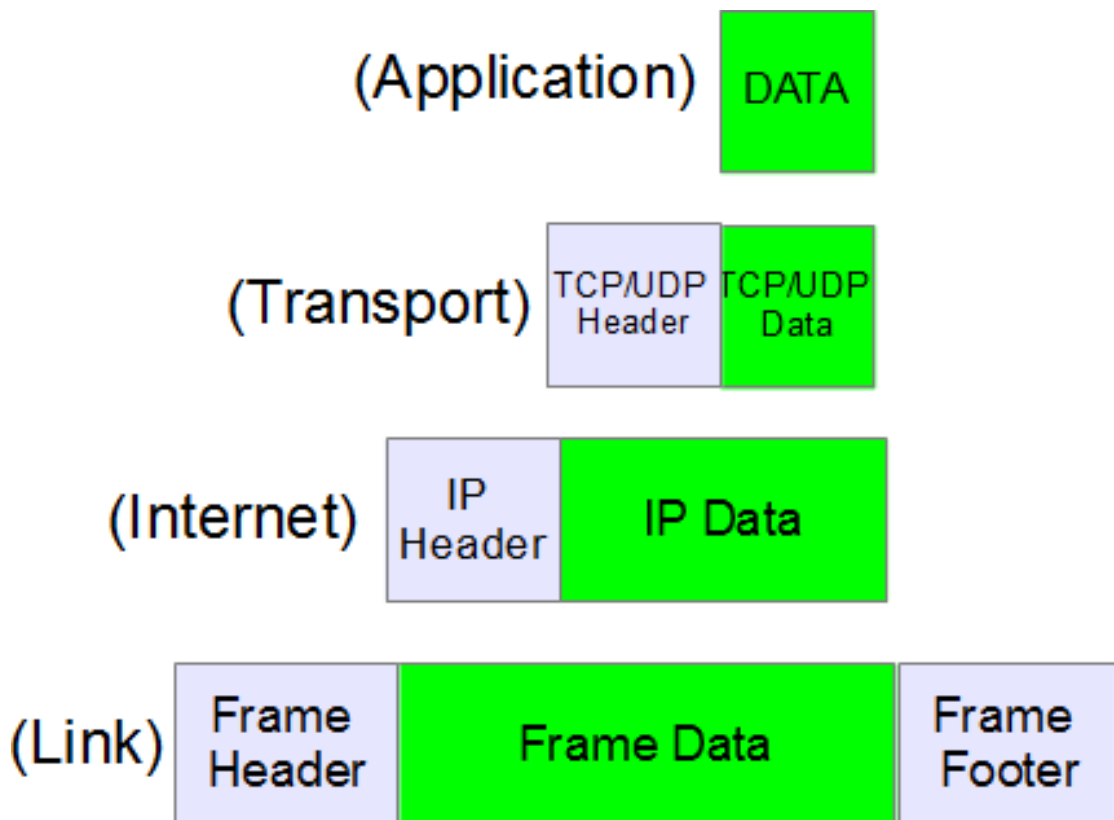 (Application)
DATA
(Transport)
TCP/UDP
Header
TCP/UDP
Data
(Internet)
IP
Header
IP Data
(Link)
Frame
Header
Frame Data
Frame
Footer